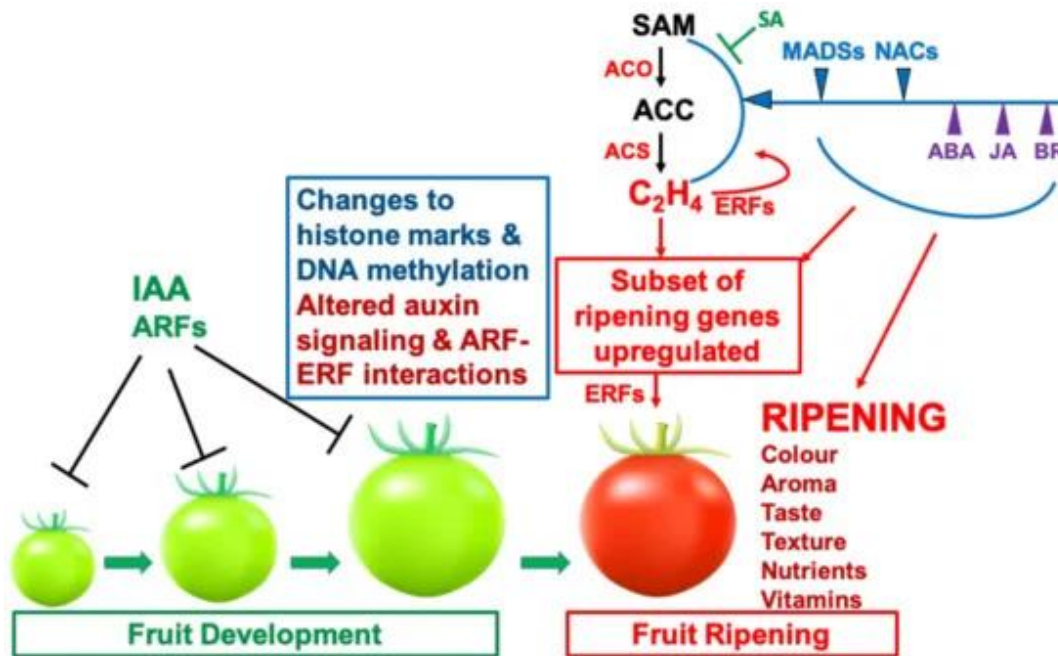 SAM
SA
MADSs NACs
ACO
ACC
ABA JA BR
ACS
C₂H₄ ERFs
Changes to
histone marks &
DNA methylation
Altered auxin
signaling & ARF-
ERF interactions
IAA
ARFs
Subset of
ripening genes
upregulated
ERFs
RIPENING
Colour
Aroma
Taste
Texture
Nutrients
Vitamins
Fruit Development
Fruit Ripening